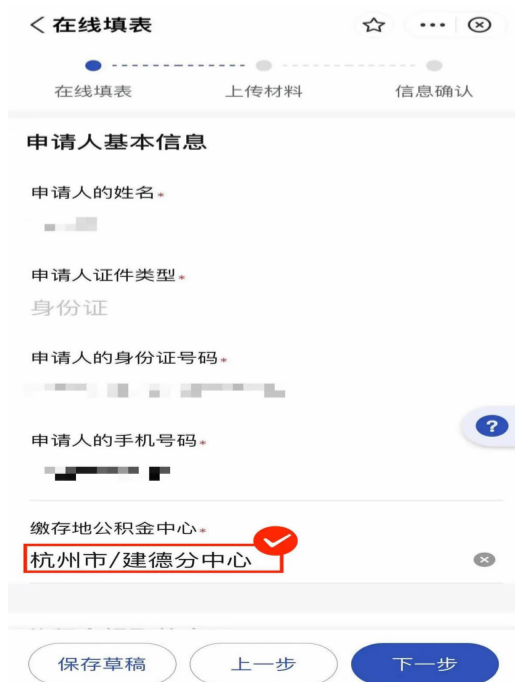 在线填表
在线填表 上传材料 信息确认
申请人基本信息
申请人的姓名*
申请人证件类型*
身份证
申请人的身份证号码*
?
申请人的手机号码*
缴存地公积金中心*
杭州市/建德分中心
保存草稿 上一步 下一步